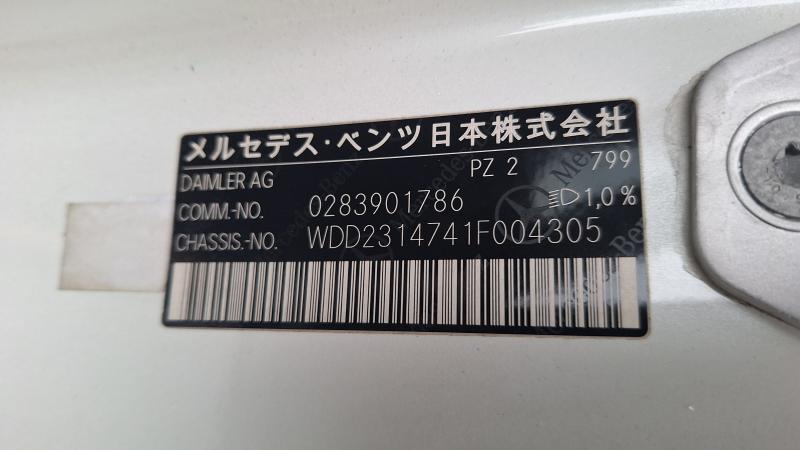 メルセデス・ベンツ日本株式会社
DAIMLER AG PZ 2 799
COMM.-NO. 0283901786 1,0%
CHASSIS.-NO. WDD2314741F004305